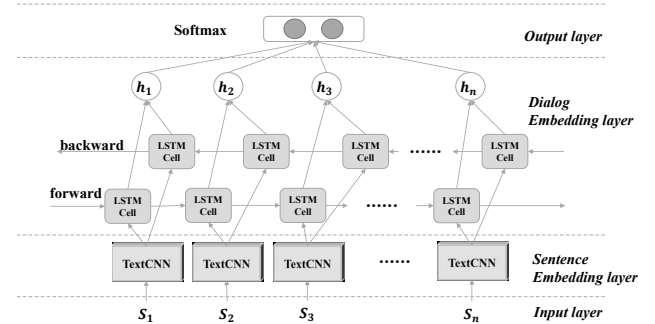 Softmax
Output layer
h₁ h₂ h₃ hₙ
Dialog
Embedding layer
backward
LSTM Cell LSTM Cell LSTM Cell ...... LSTM Cell
forward
LSTM Cell LSTM Cell LSTM Cell ...... LSTM Cell
TextCNN TextCNN TextCNN ...... TextCNN
Sentence
Embedding layer
S₁ S₂ S₃ Sₙ
Input layer